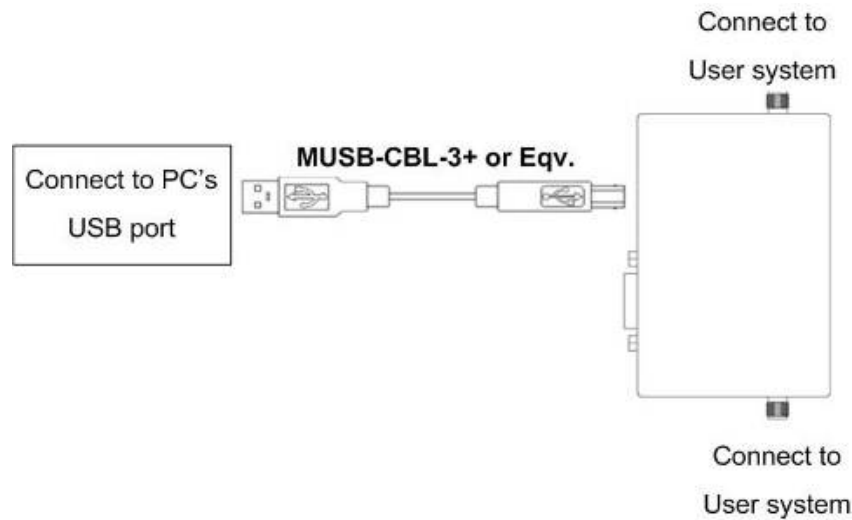 Connect to
User system
MUSB-CBL-3+ or Eqv.
Connect to PC's
USB port
Connect to
User system